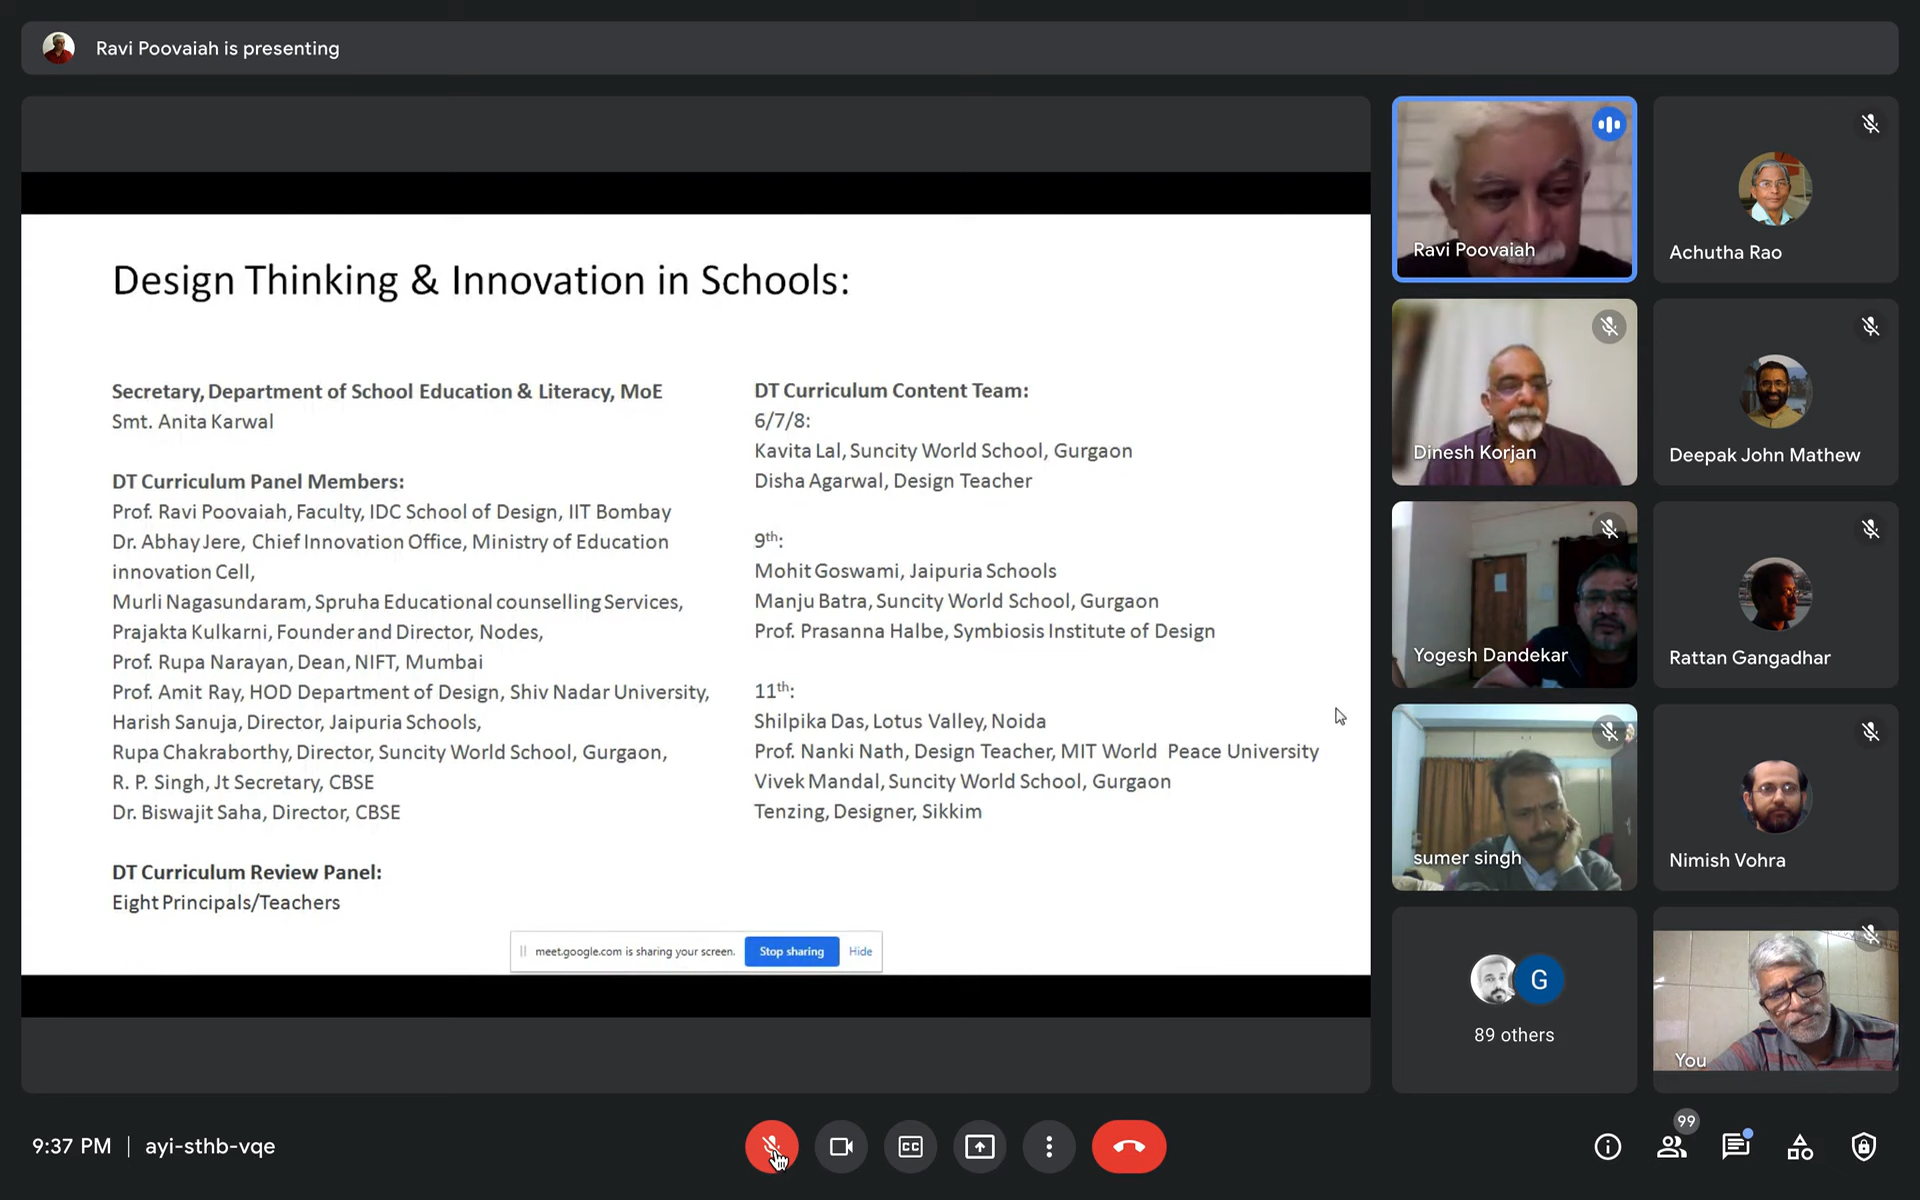 Ravi Poovaiah is presenting
Design Thinking & Innovation in Schools:
Secretary, Department of School Education & Literacy, MoE
Smt. Anita Karwal
DT Curriculum Panel Members:
Prof. Ravi Poovaiah, Faculty, IDC School of Design, IIT Bombay
Dr. Abhay Jere, Chief Innovation Office, Ministry of Education
innovation Cell,
Murli Nagasundaram, Spruha Educational counselling Services,
Prajakta Kulkarni, Founder and Director, Nodes,
Prof. Rupa Narayan, Dean, NIFT, Mumbai
Prof. Amit Ray, HOD Department of Design, Shiv Nadar University,
Harish Sanuja, Director, Jaipuria Schools,
Rupa Chakraborthy, Director, Suncity World School, Gurgaon,
R. P. Singh, Jt Secretary, CBSE
Dr. Biswajit Saha, Director, CBSE
DT Curriculum Review Panel:
Eight Principals/Teachers
DT Curriculum Content Team:
6/7/8:
Kavita Lal, Suncity World School, Gurgaon
Disha Agarwal, Design Teacher
9th:
Mohit Goswami, Jaipuria Schools
Manju Batra, Suncity World School, Gurgaon
Prof. Prasanna Halbe, Symbiosis Institute of Design
11th:
Shilpika Das, Lotus Valley, Noida
Prof. Nanki Nath, Design Teacher, MIT World Peace University
Vivek Mandal, Suncity World School, Gurgaon
Tenzing, Designer, Sikkim
meet.google.com is sharing your screen. Stop sharing Hide
Ravi Poovaiah
Achutha Rao
Dinesh Korjan
Deepak John Mathew
Yogesh Dandekar
Rattan Gangadhar
sumer singh
Nimish Vohra
G
89 others
You
9:37 PM | ayi-sthb-vqe
CC
99